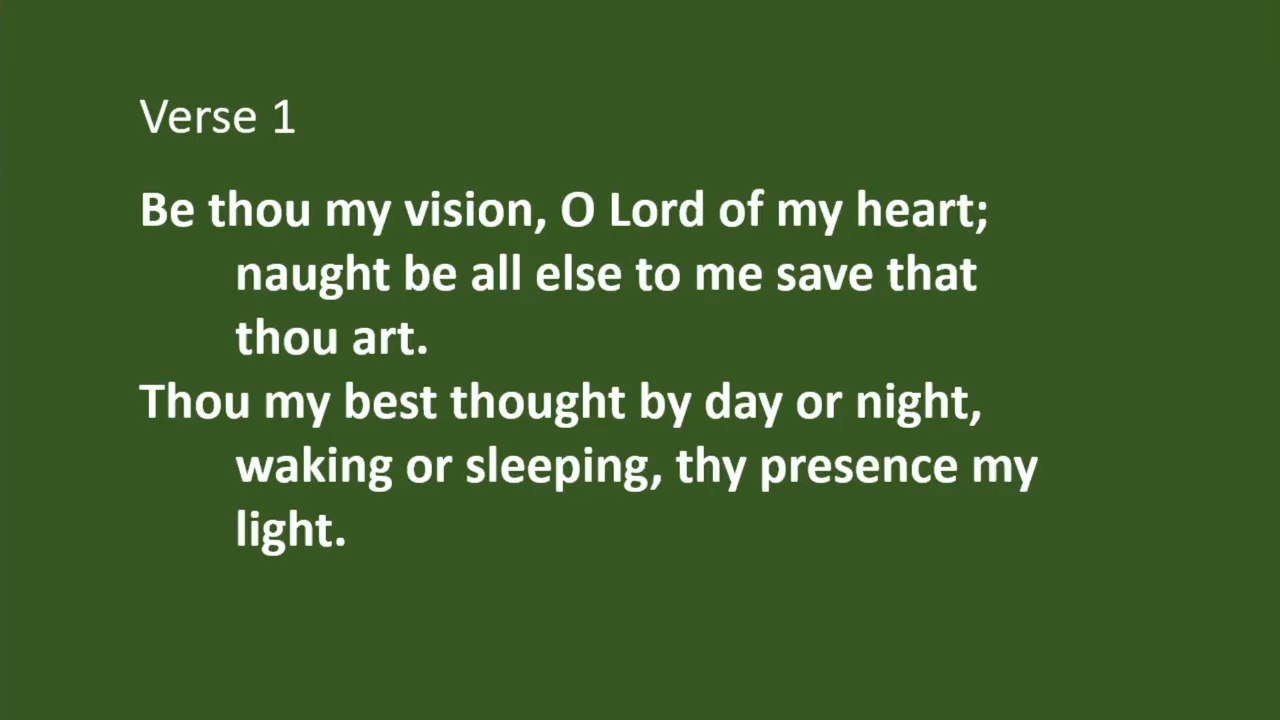 Verse 1
Be thou my vision, O Lord of my heart;
naught be all else to me save that
thou art.
Thou my best thought by day or night,
waking or sleeping, thy presence my
light.